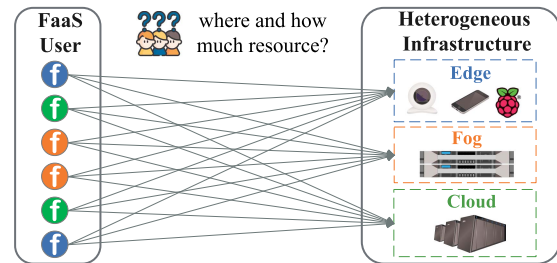 FaaS
User
f
f
f
f
f
f
???
where and how
much resource?
Heterogeneous
Infrastructure
Edge
Fog
Cloud